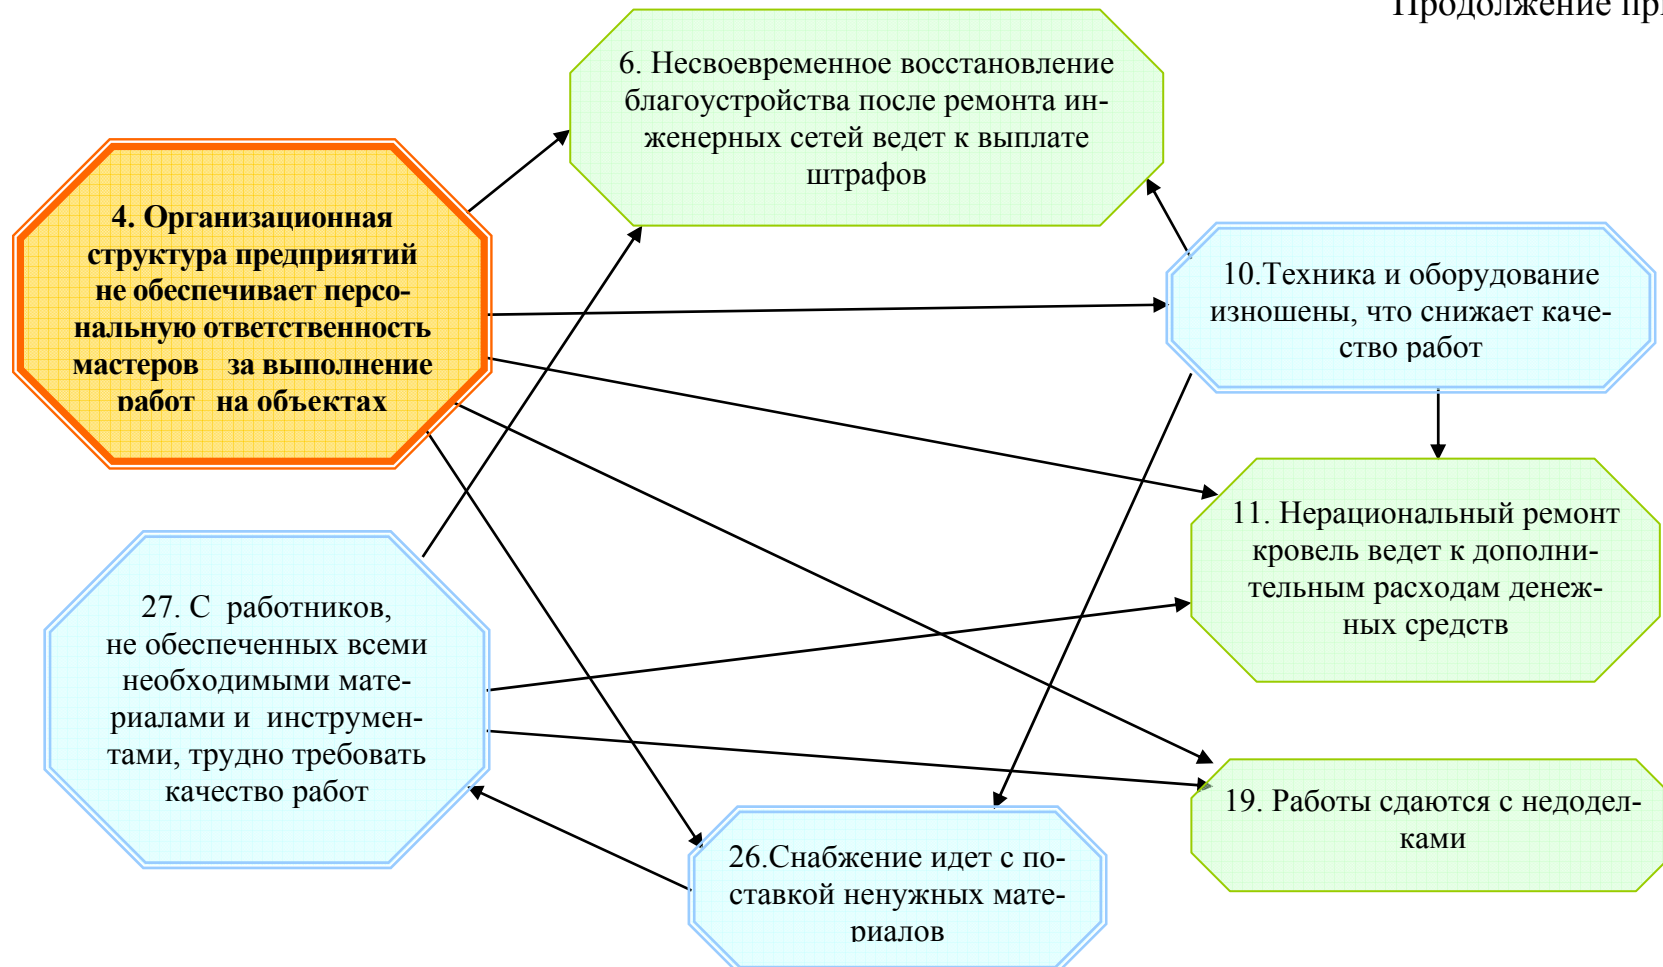 Продолжение
6. Несвоевременное восстановление
благоустройства после ремонта ин-
женерных сетей ведет к выплате
штрафов
4. Организационная
структура предприятий
не обеспечивает персо-
нальную ответственность
мастеров за выполнение
работ на объектах
10.Техника и оборудование
изношены, что снижает каче-
ство работ
11. Нерациональный ремонт
кровель ведет к дополни-
тельным расходам денеж-
ных средств
27. С работников,
не обеспеченных всеми
необходимыми мате-
риалами и инструмен-
тами, трудно требовать
качество работ
19. Работы сдаются с недодел-
ками
26.Снабжение идет с по-
ставкой ненужных мате-
риалов